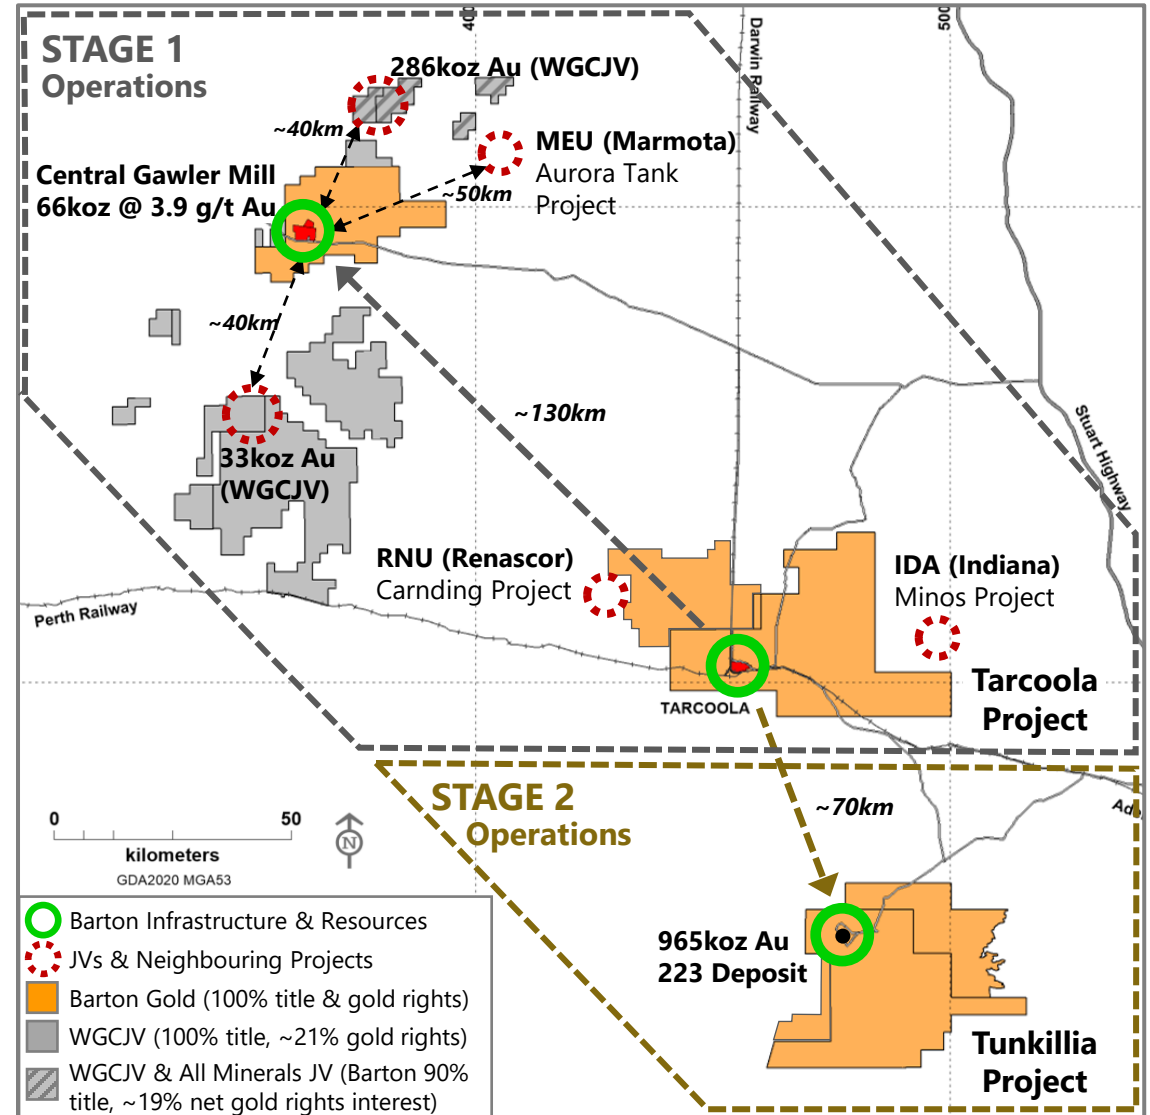 400
500
STAGE 1
Operations
286koz Au (WGCJV)
Darwin Railway
~40km
MEU (Marmota)
Aurora Tank
Project
Central Gawler Mill
66koz @ 3.9 g/t Au
~50km
~40km
~130km
Stuart Highway
33koz Au
(WGCJV)
RNU (Renascor)
Carnding Project
IDA (Indiana)
Minos Project
Perth Railway
TARCOOLA
Tarcoola
Project
STAGE 2
Operations
~70km
0 50
kilometers
GDA2020 MGA53
N
965koz Au
223 Deposit
Tunkillia
Project
Barton Infrastructure & Resources
JVs & Neighbouring Projects
Barton Gold (100% title & gold rights)
WGCJV (100% title, ~21% gold rights)
WGCJV & All Minerals JV (Barton 90%
title, ~19% net gold rights interest)